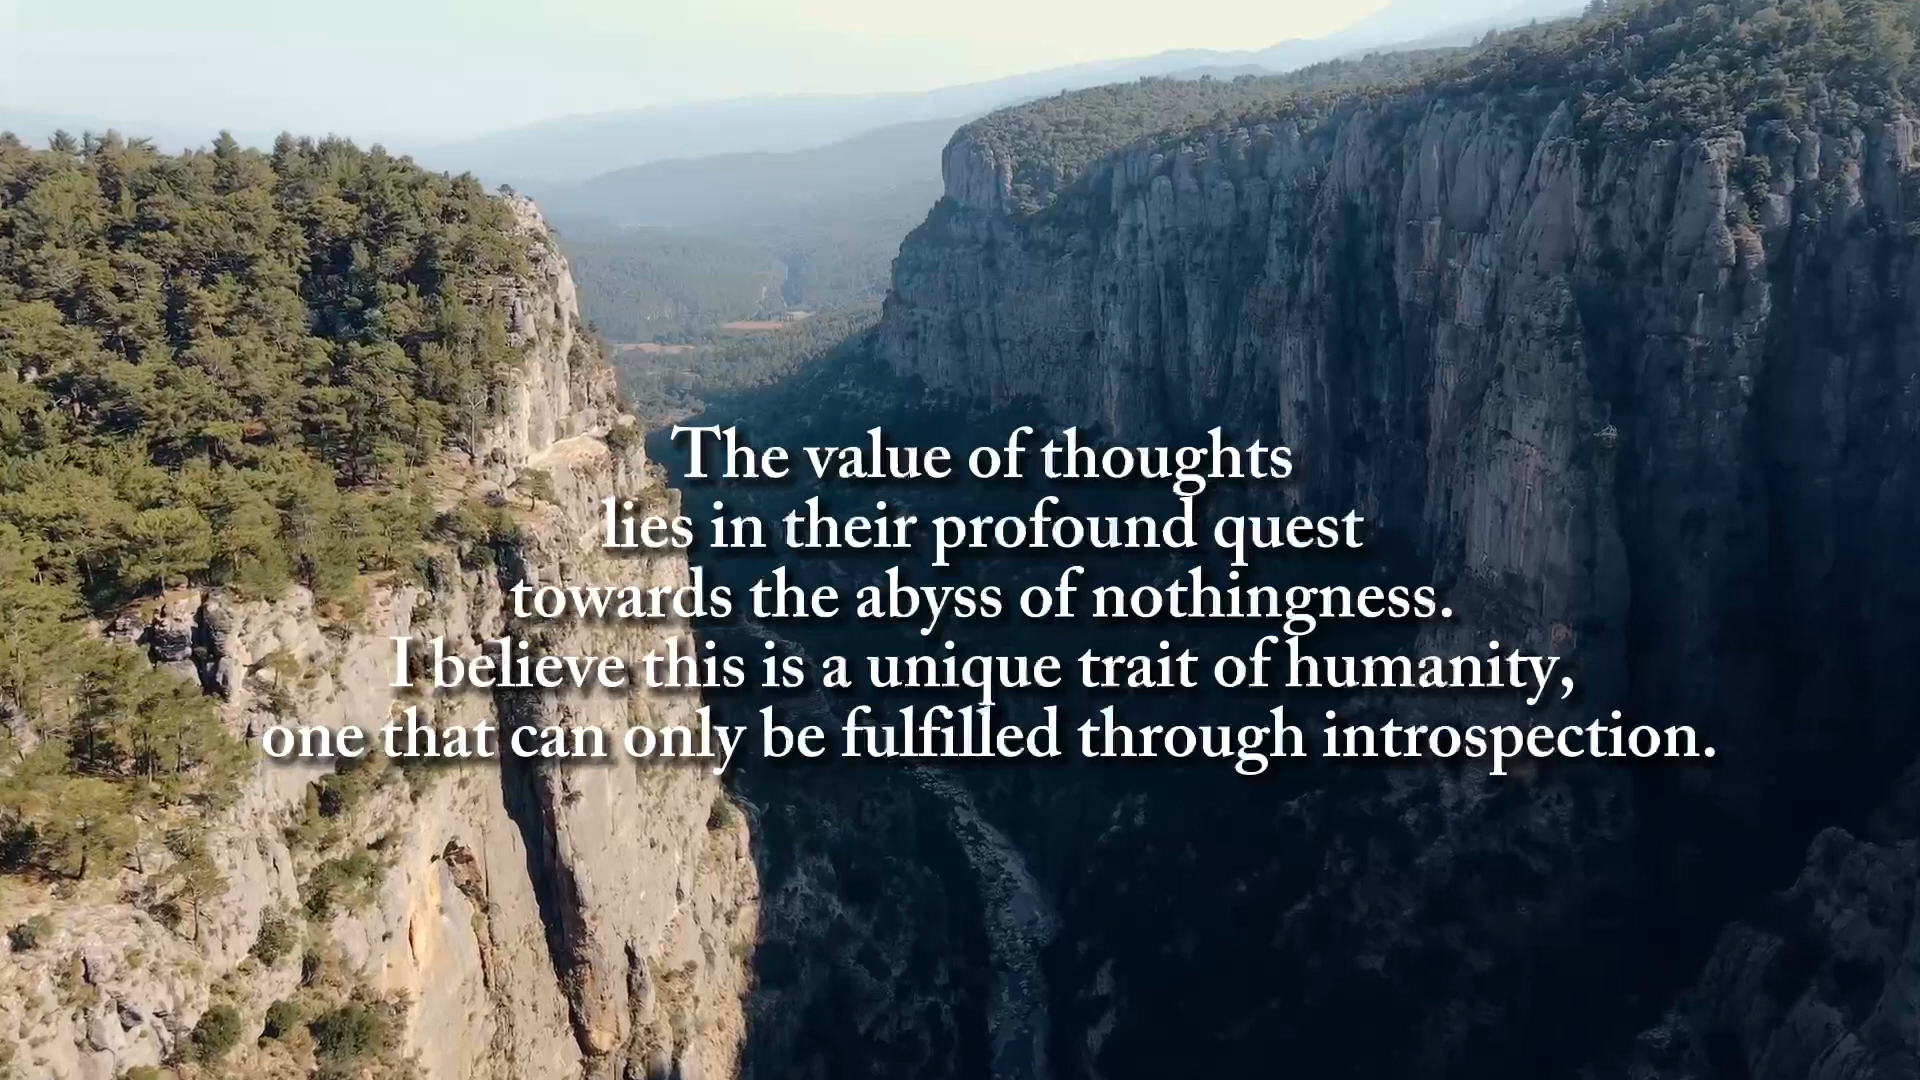 The value of thoughts
lies in their profound quest
towards the abyss of nothingness.
I believe this is a unique trait of humanity,
one that can only be fulfilled through introspection.